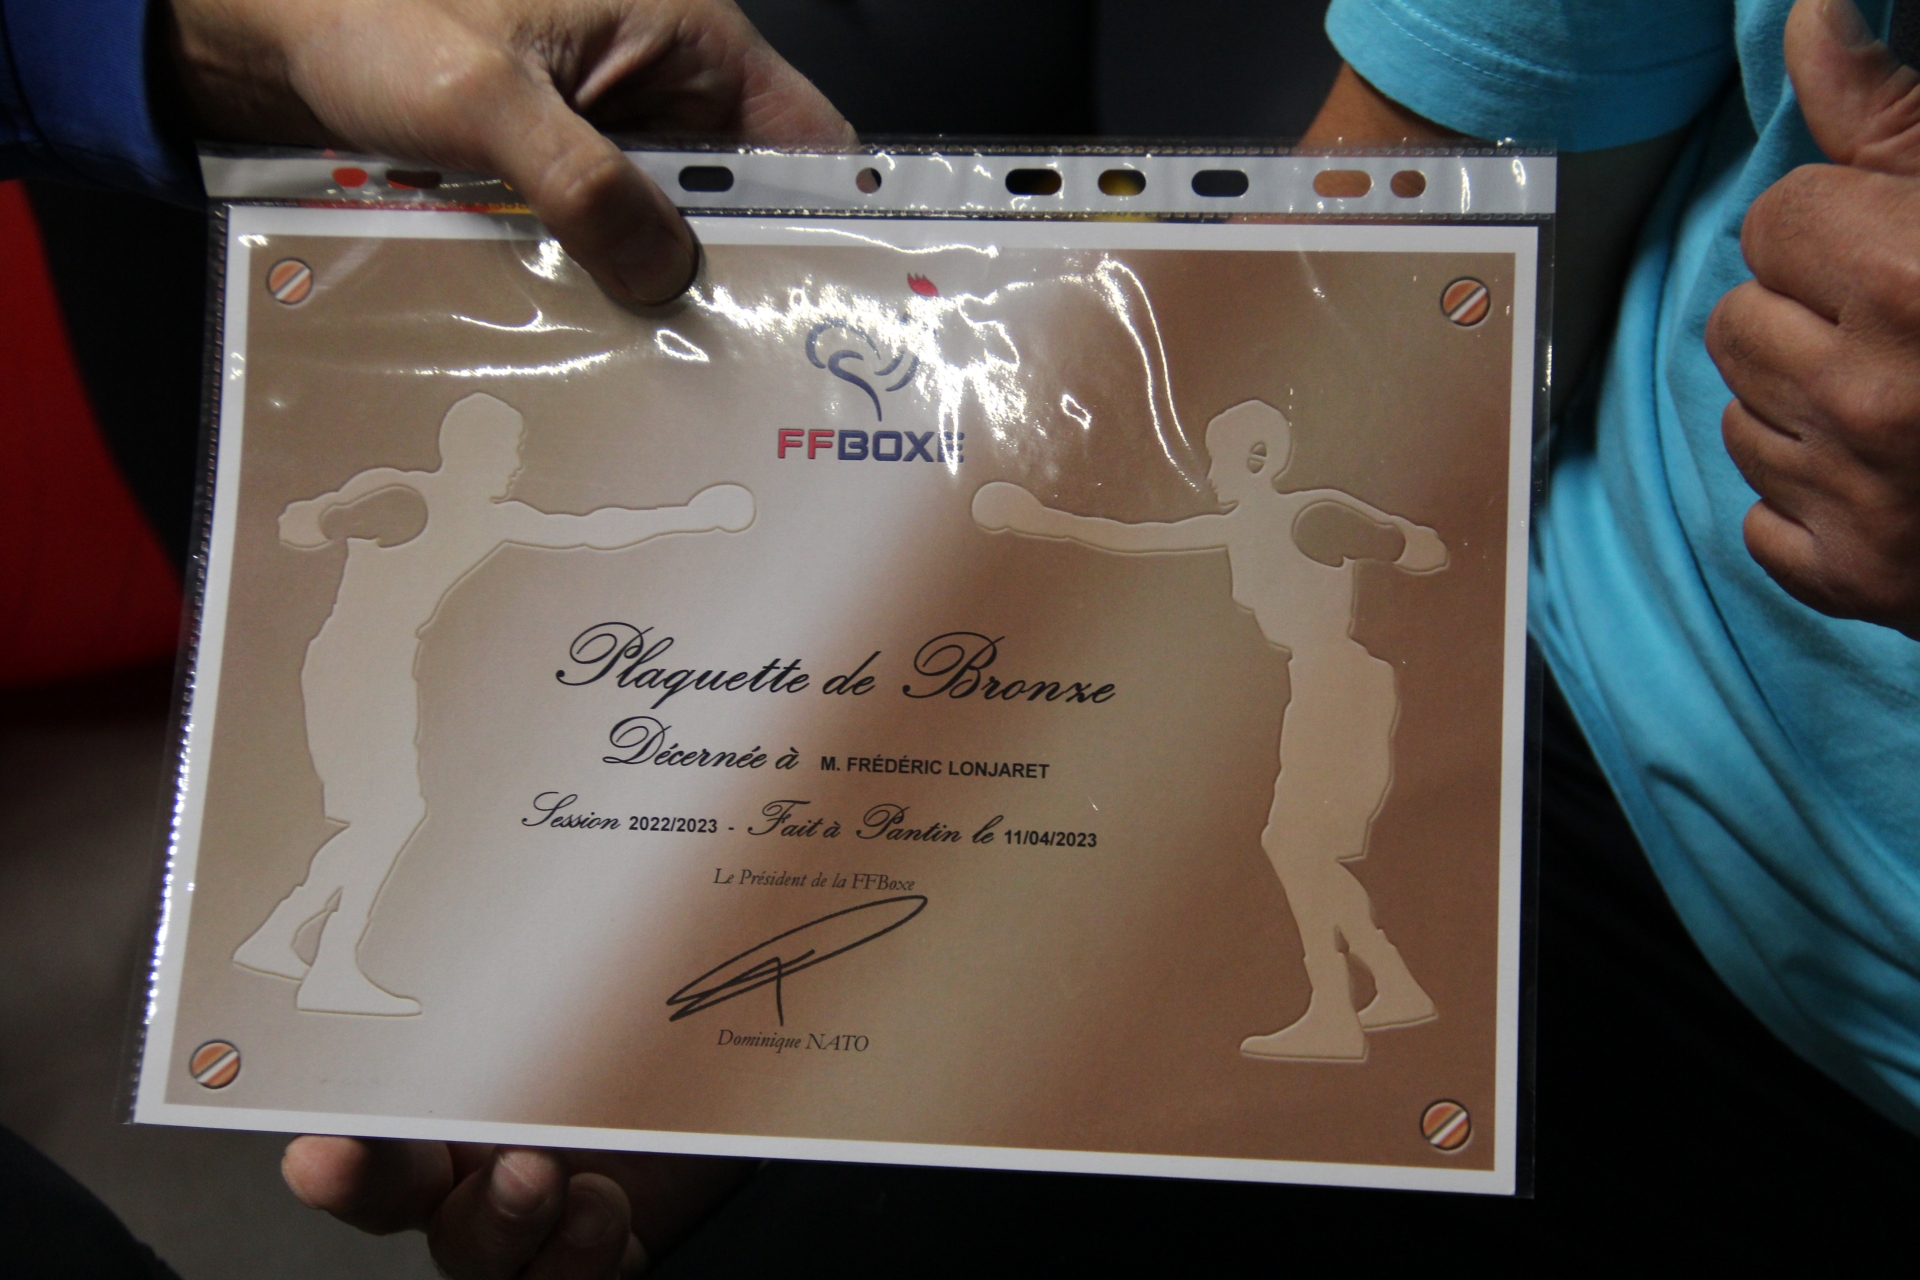 FFBOXE
Plaquette de Bronze
Décernée à M. FRÉDÉRIC LONJARET
Session 2022/2023 - Fait à Pantin le 11/04/2023
Le Président de la FFBoxe
Dominique NATO